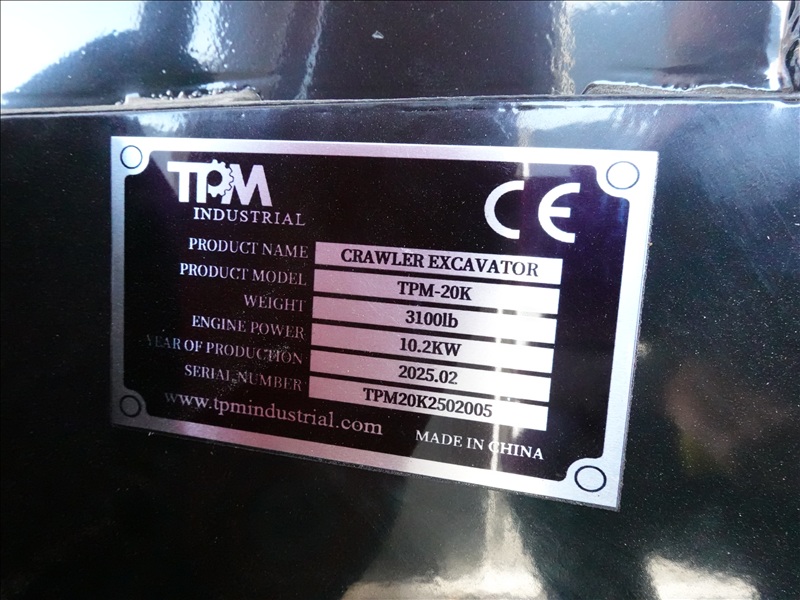 TPM
INDUSTRIAL
CE
PRODUCT NAME CRAWLER EXCAVATOR
PRODUCT MODEL TPM-20K
WEIGHT 3100lb
ENGINE POWER 10.2KW
YEAR OF PRODUCTION 2025.02
SERIAL NUMBER TPM20K2502005
www.tpmindustrial.com
MADE IN CHINA